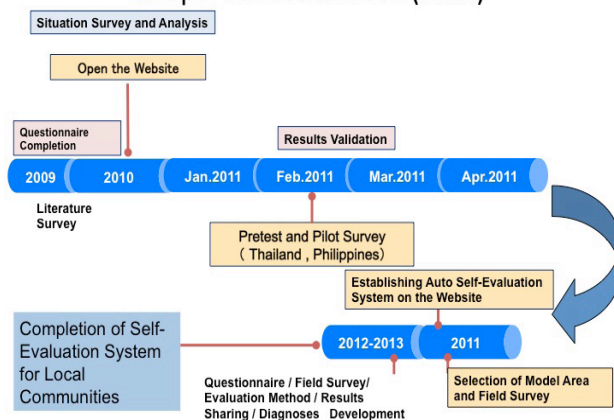 Situation Survey and Analysis
Open the Website
Questionnaire
Completion
Results Validation
2009
2010
Jan.2011
Feb.2011
Mar.2011
Apr.2011
Literature
Survey
Pretest and Pilot Survey
( Thailand , Philippines)
Establishing Auto Self-Evaluation
System on the Website
Completion of Self-
Evaluation System
for Local
Communities
2012-2013
2011
Questionnaire / Field Survey/
Evaluation Method / Results
Sharing / Diagnoses Development
Selection of Model Area
and Field Survey